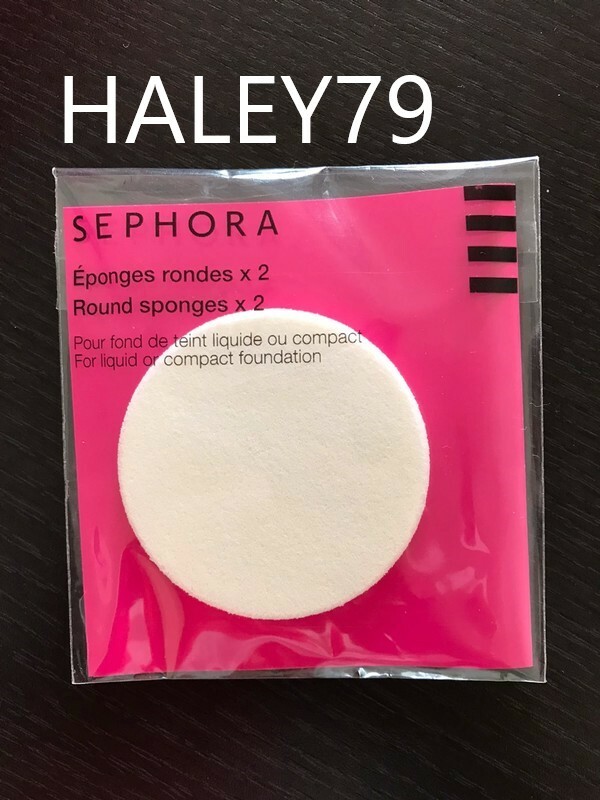 HALEY79
SEPHORA
Éponges rondes x 2
Round sponges x 2
Pour fond de teint liquide ou compact
For liquid or compact foundation